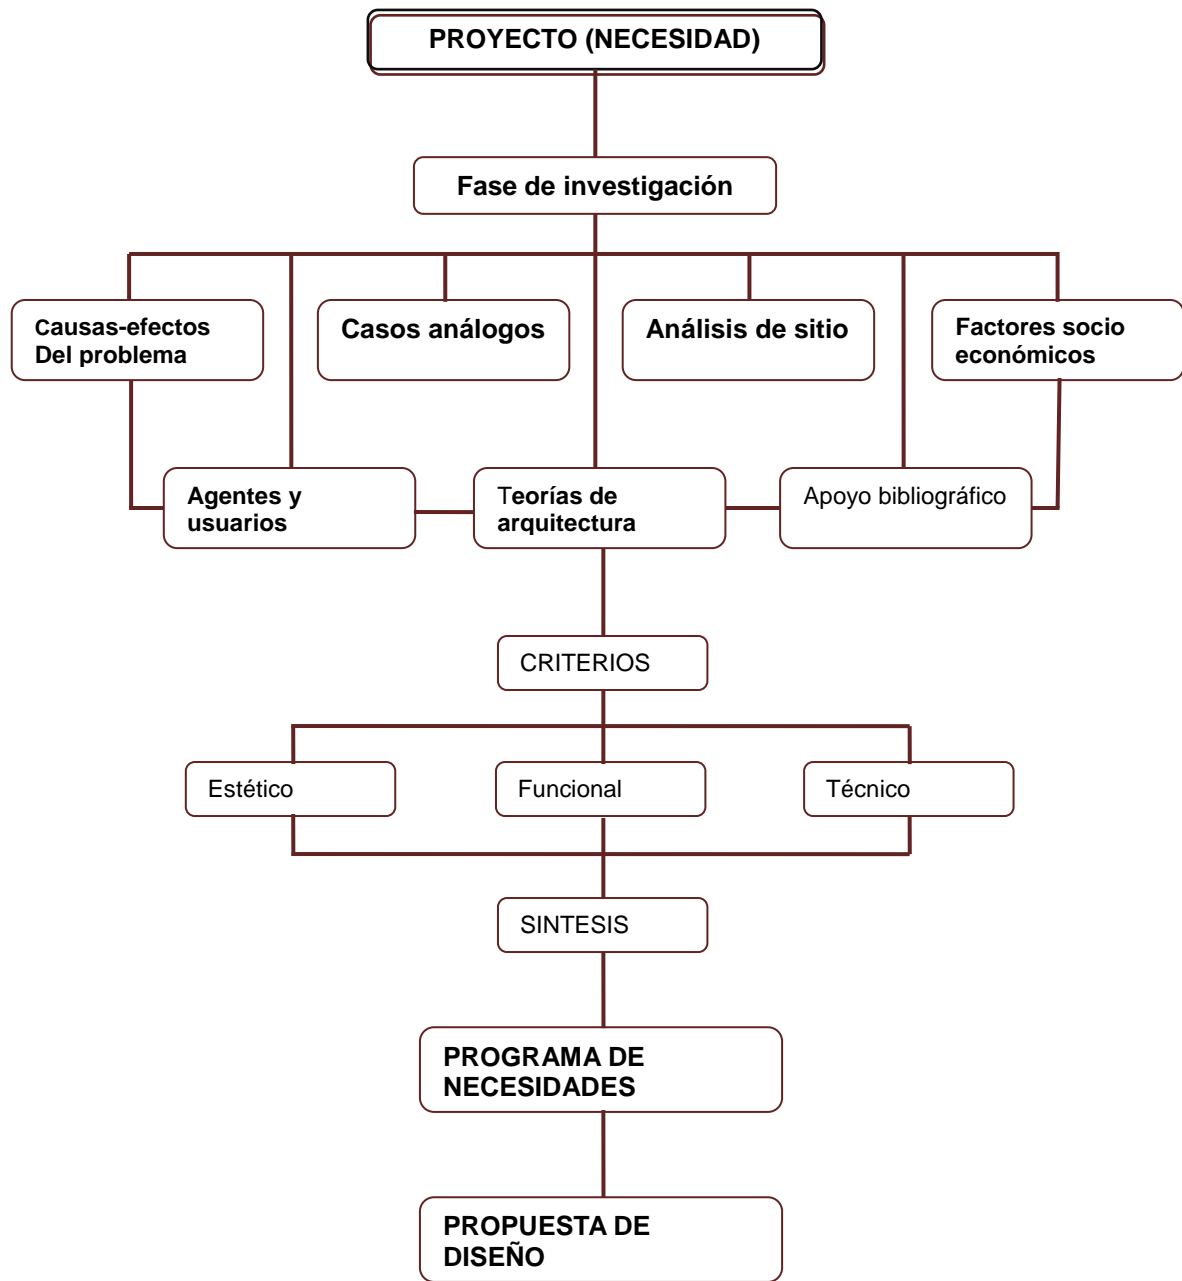 PROYECTO (NECESIDAD)
Fase de investigación
Causas-efectos
Del problema
Casos análogos
Análisis de sitio
Factores socio
económicos
Agentes y
usuarios
Teorías de
arquitectura
Apoyo bibliográfico
CRITERIOS
Estético
Funcional
Técnico
SINTESIS
PROGRAMA DE
NECESIDADES
PROPUESTA DE
DISEÑO